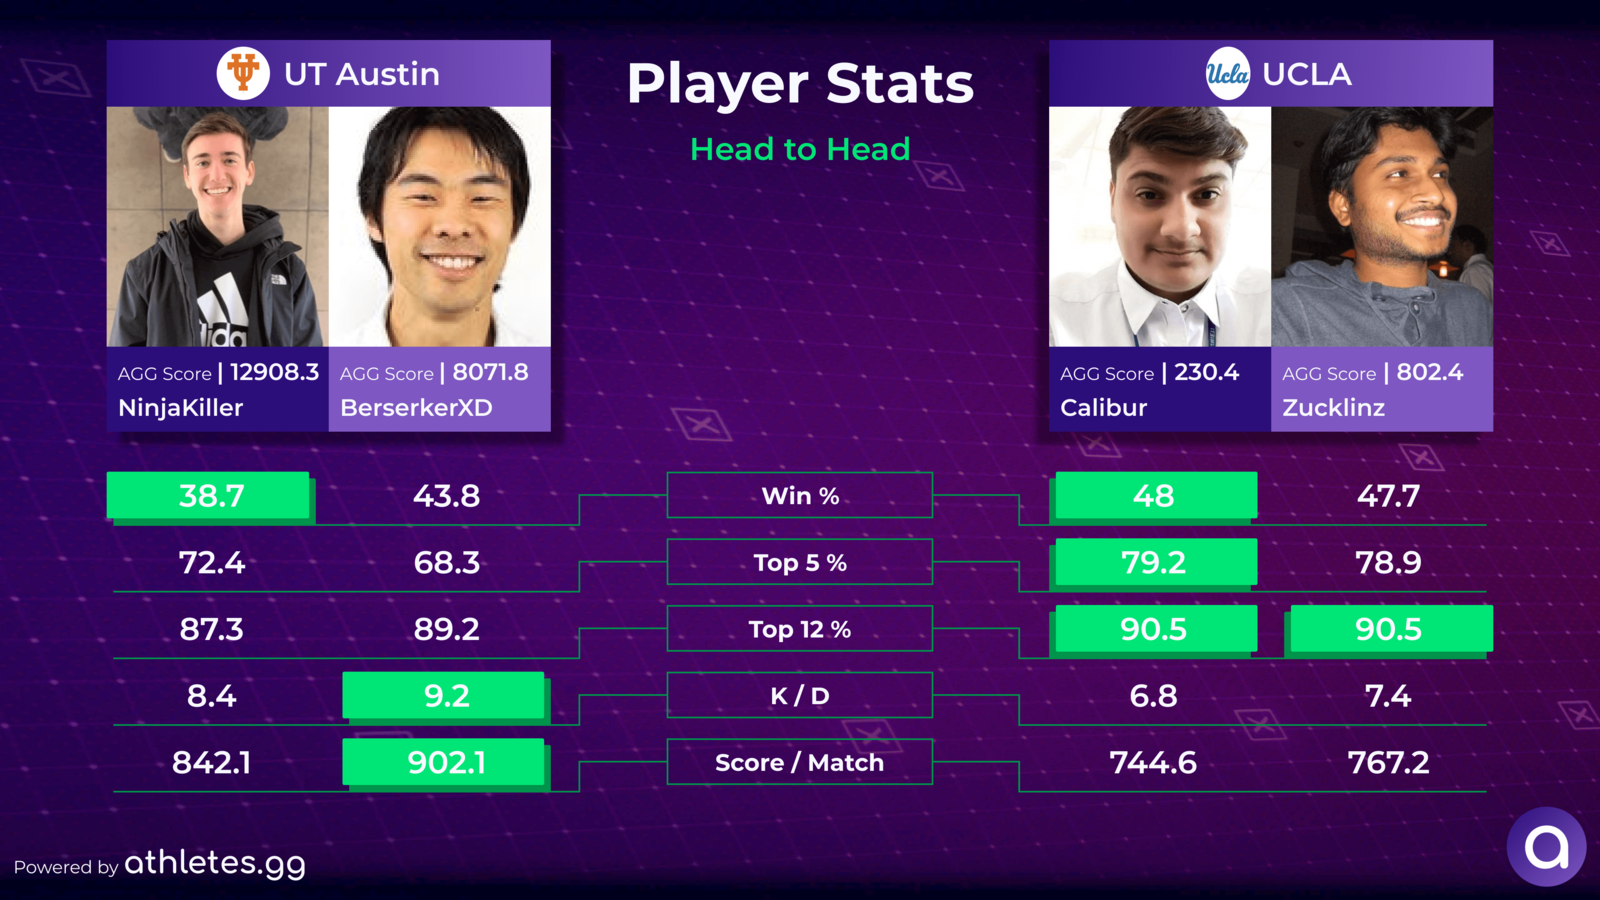 UT Austin
Player Stats
Head to Head
Ucla UCLA
adidas
AGG Score | 12908.3
NinjaKiller
AGG Score | 8071.8
BerserkerXD
AGG Score | 230.4
Calibur
AGG Score | 802.4
Zucklinz
38.7 43.8 Win % 48 47.7
72.4 68.3 Top 5 % 79.2 78.9
87.3 89.2 Top 12 % 90.5 90.5
8.4 9.2 K / D 6.8 7.4
842.1 902.1 Score / Match 744.6 767.2
Powered by athletes.gg
a